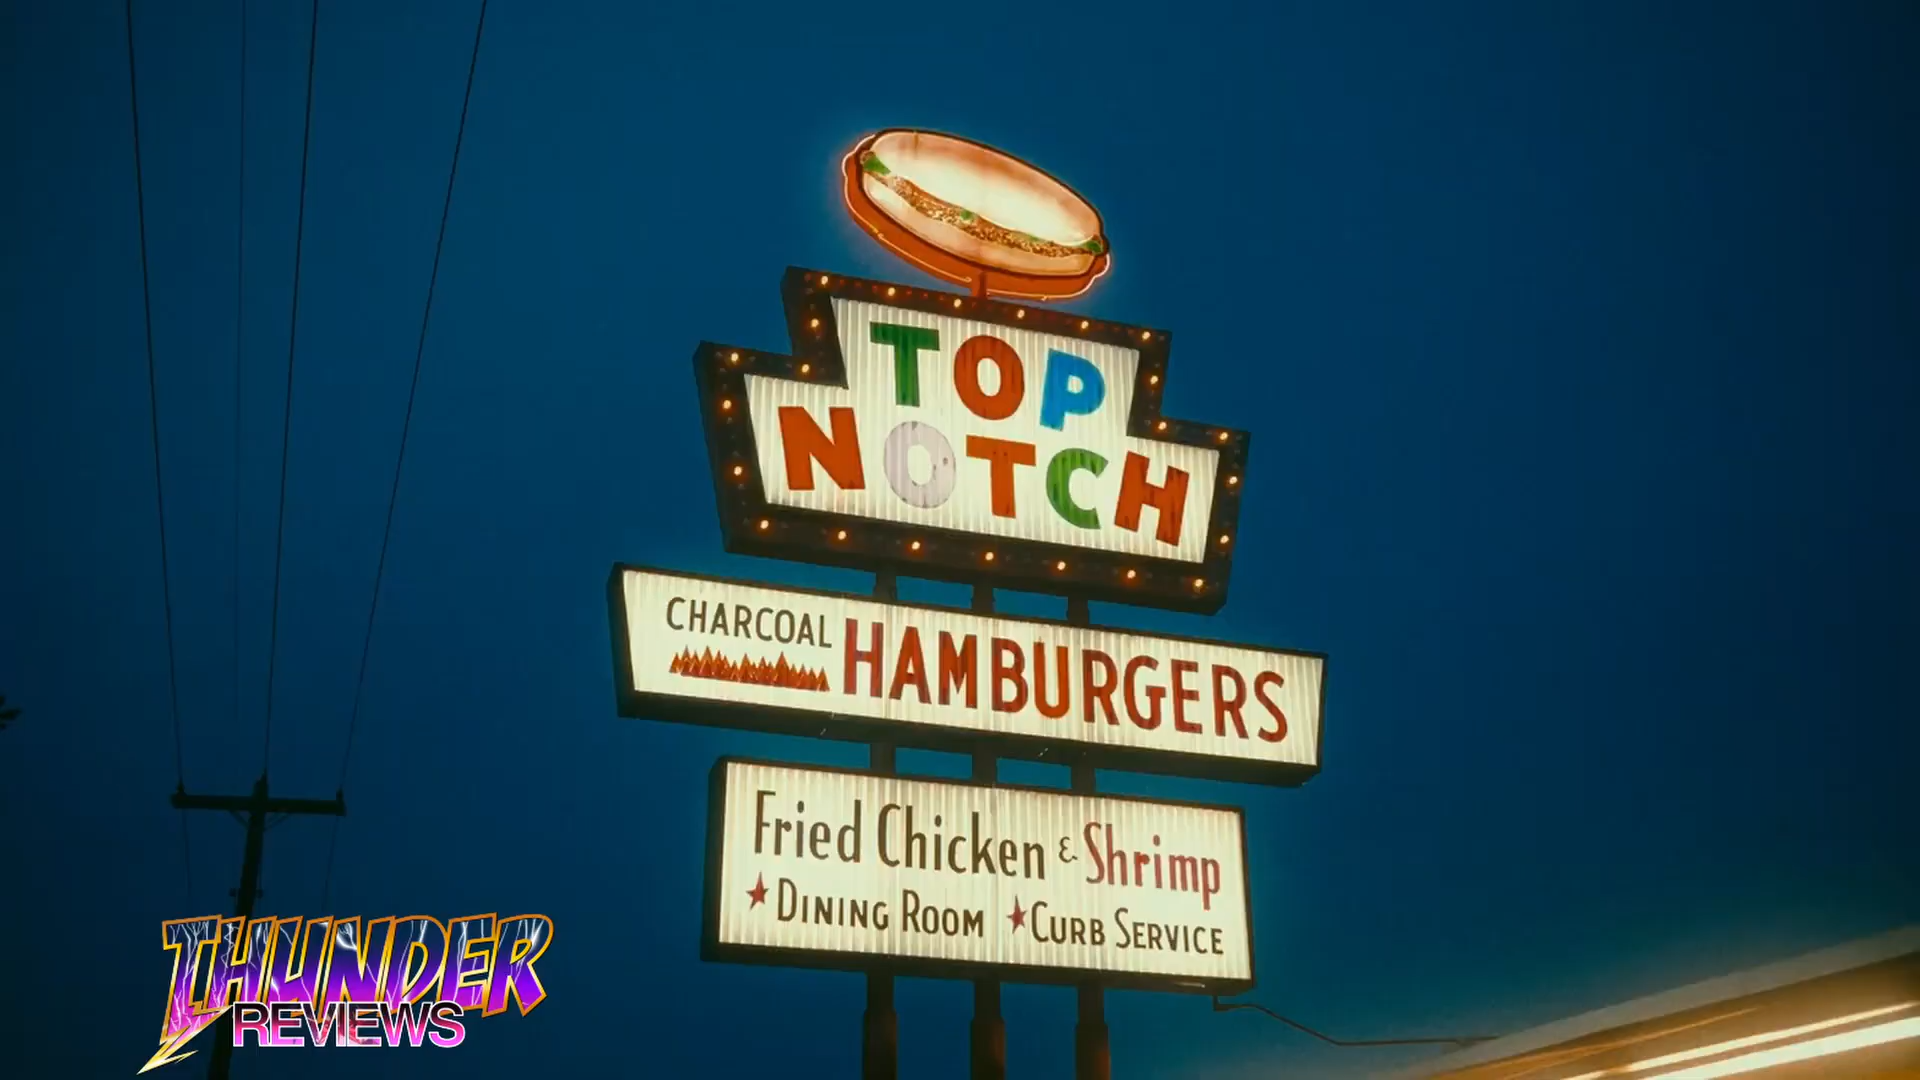 TOP
NOTCH
CHARCOAL HAMBURGERS
Fried Chicken & Shrimp
DINING ROOM CURB SERVICE
THUNDER
REVIEWS